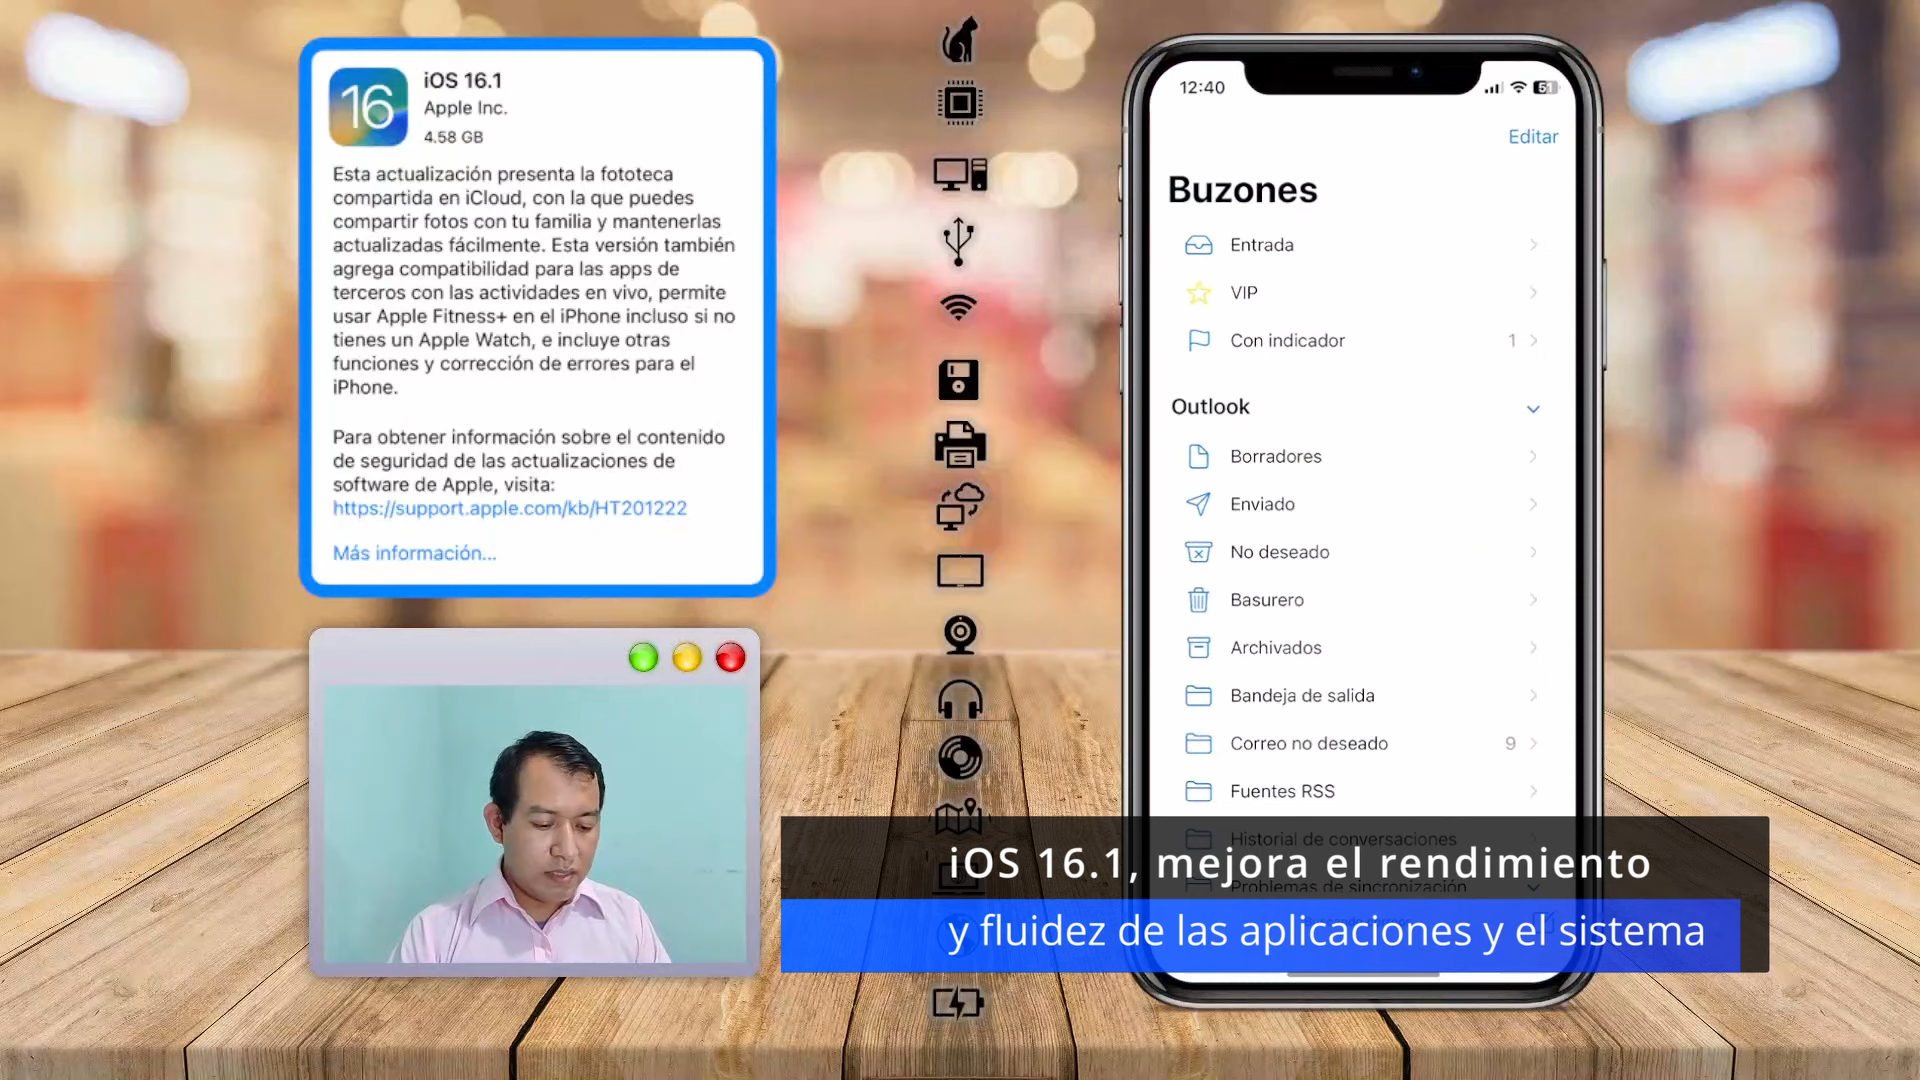 iOS 16.1
Apple Inc.
4.58 GB
16
Esta actualización presenta la fototeca
compartida en iCloud, con la que puedes
compartir fotos con tu familia y mantenerlas
actualizadas fácilmente. Esta versión también
agrega compatibilidad para las apps de
terceros con las actividades en vivo, permite
usar Apple Fitness+ en el iPhone incluso si no
tienes un Apple Watch, e incluye otras
funciones y corrección de errores para el
iPhone.
Para obtener información sobre el contenido
de seguridad de las actualizaciones de
software de Apple, visita:
https://support.apple.com/kb/HT201222
Más información...
12:40
51
Editar
Buzones
Entrada
VIP
Con indicador 1
Outlook
Borradores
Enviado
No deseado
Basurero
Archivados
Bandeja de salida
Correo no deseado 9
Fuentes RSS
Historial de conversaciones
Problemas de sincronización
iOS 16.1, mejora el rendimiento
y fluidez de las aplicaciones y el sistema